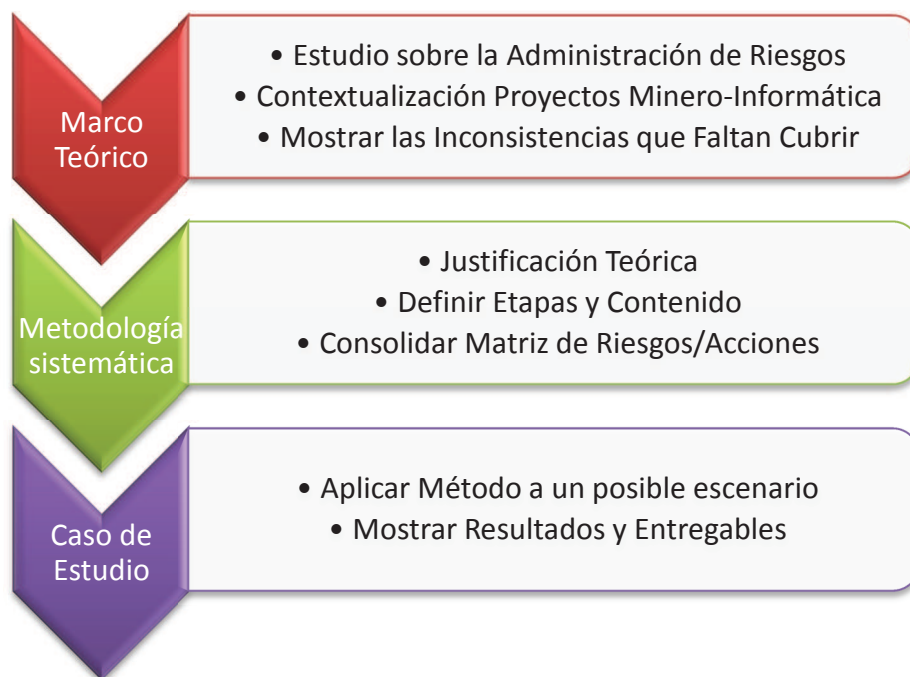 Marco
Teórico
• Estudio sobre la Administración de Riesgos
• Contextualización Proyectos Minero-Informática
• Mostrar las Inconsistencias que Faltan Cubrir
Metodología
sistemática
• Justificación Teórica
• Definir Etapas y Contenido
• Consolidar Matriz de Riesgos/Acciones
Caso de
Estudio
• Aplicar Método a un posible escenario
• Mostrar Resultados y Entregables